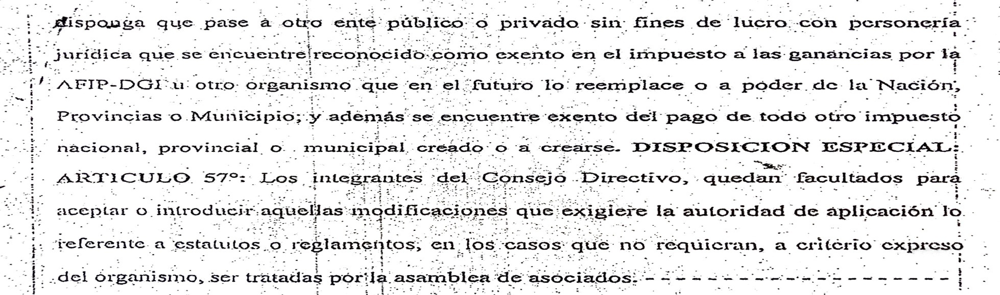 disponga que pase a otro ente público o privado sin fines de lucro con personería
jurídica que se encuentre reconocido como exento en el impuesto a las ganancias por la
AFIP-DGI u otro organismo que en el futuro lo reemplace o a poder de la Nación,
Provincias o Municipio; y además se encuentre exento del pago de todo otro impuesto
nacional, provincial o municipal creado o a crearse. DISPOSICION ESPECIAL:
ARTICULO 57°: Los integrantes del Consejo Directivo, quedan facultados para
aceptar o introducir aquellas modificaciones que exigiere la autoridad de aplicación lo
referente a estatutos o reglamentos, en los casos que no requieran, a criterio expreso
del organismo, ser tratadas por la asamblea de asociados. - - - - - - - - - - - - - - - - - - - -